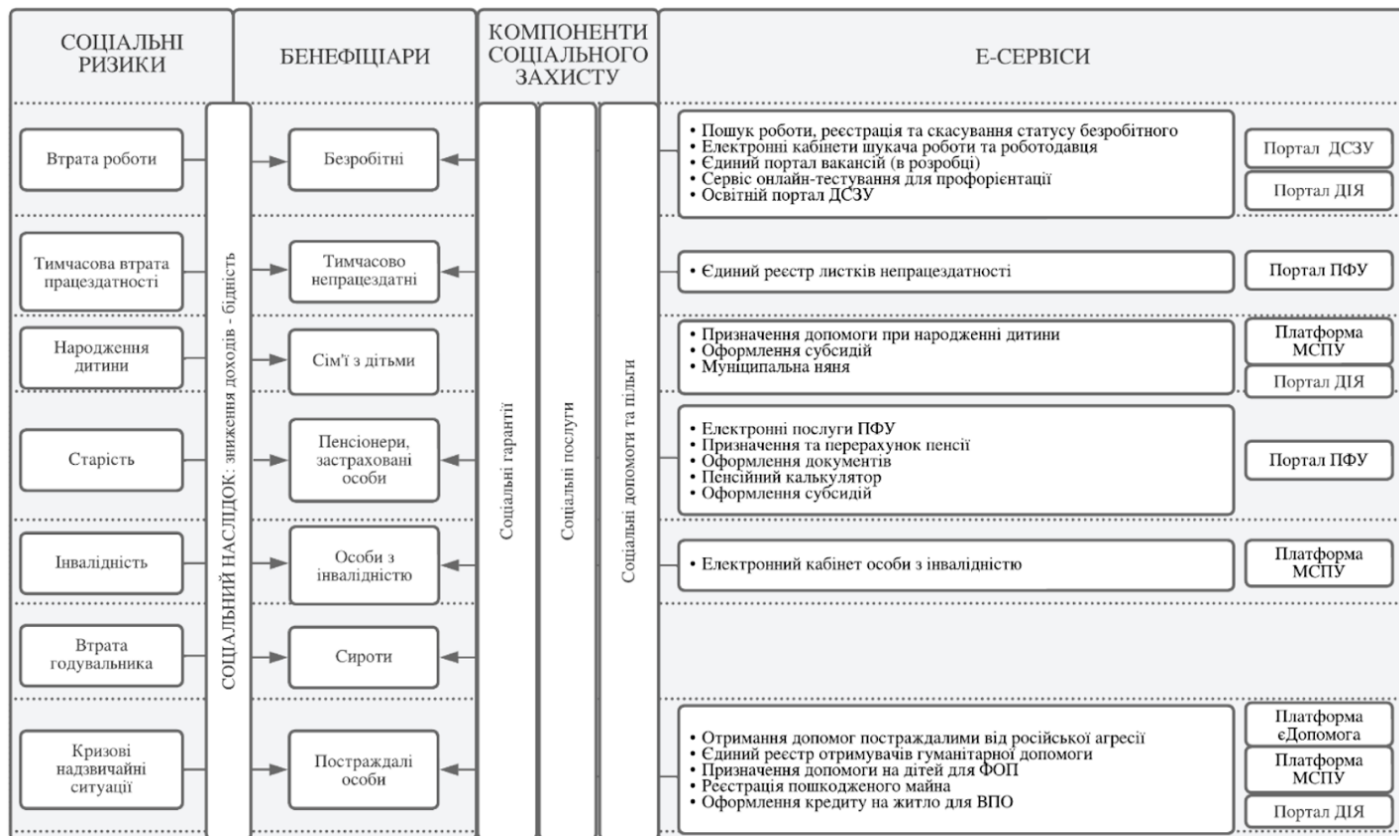 СОЦІАЛЬНІ
РИЗИКИ
БЕНЕФІЦІАРИ
КОМПОНЕНТИ
СОЦІАЛЬНОГО
ЗАХИСТУ
Е-СЕРВІСИ
СОЦІАЛЬНИЙ НАСЛІДОК: зниження доходів - бідність
Соціальні гарантії
Соціальні послуги
Соціальні допомоги та пільги
Втрата роботи
Безробітні
• Пошук роботи, реєстрація та скасування статусу безробітного
• Електронні кабінети шукача роботи та роботодавця
• Єдиний портал вакансій (в розробці)
• Сервіс онлайн-тестування для профорієнтації
• Освітній портал ДСЗУ
Портал ДСЗУ
Портал ДІЯ
Тимчасова втрата
працездатності
Тимчасово
непрацездатні
• Єдиний реєстр листків непрацездатності
Портал ПФУ
Народження
дитини
Сім'ї з дітьми
• Призначення допомоги при народженні дитини
• Оформлення субсидій
• Муніципальна няня
Платформа
МСПУ
Портал ДІЯ
Старість
Пенсіонери,
застраховані
особи
• Електронні послуги ПФУ
• Призначення та перерахунок пенсії
• Оформлення документів
• Пенсійний калькулятор
• Оформлення субсидій
Портал ПФУ
Інвалідність
Особи з
інвалідністю
• Електронний кабінет особи з інвалідністю
Платформа
МСПУ
Втрата
годувальника
Сироти
Кризові
надзвичайні
ситуації
Постраждалі
особи
• Отримання допомог постраждалими від російської агресії
• Єдиний реєстр отримувачів гуманітарної допомоги
• Призначення допомоги на дітей для ФОП
• Реєстрація пошкодженого майна
• Оформлення кредиту на житло для ВПО
Платформа
єДопомога
Платформа
МСПУ
Портал ДІЯ